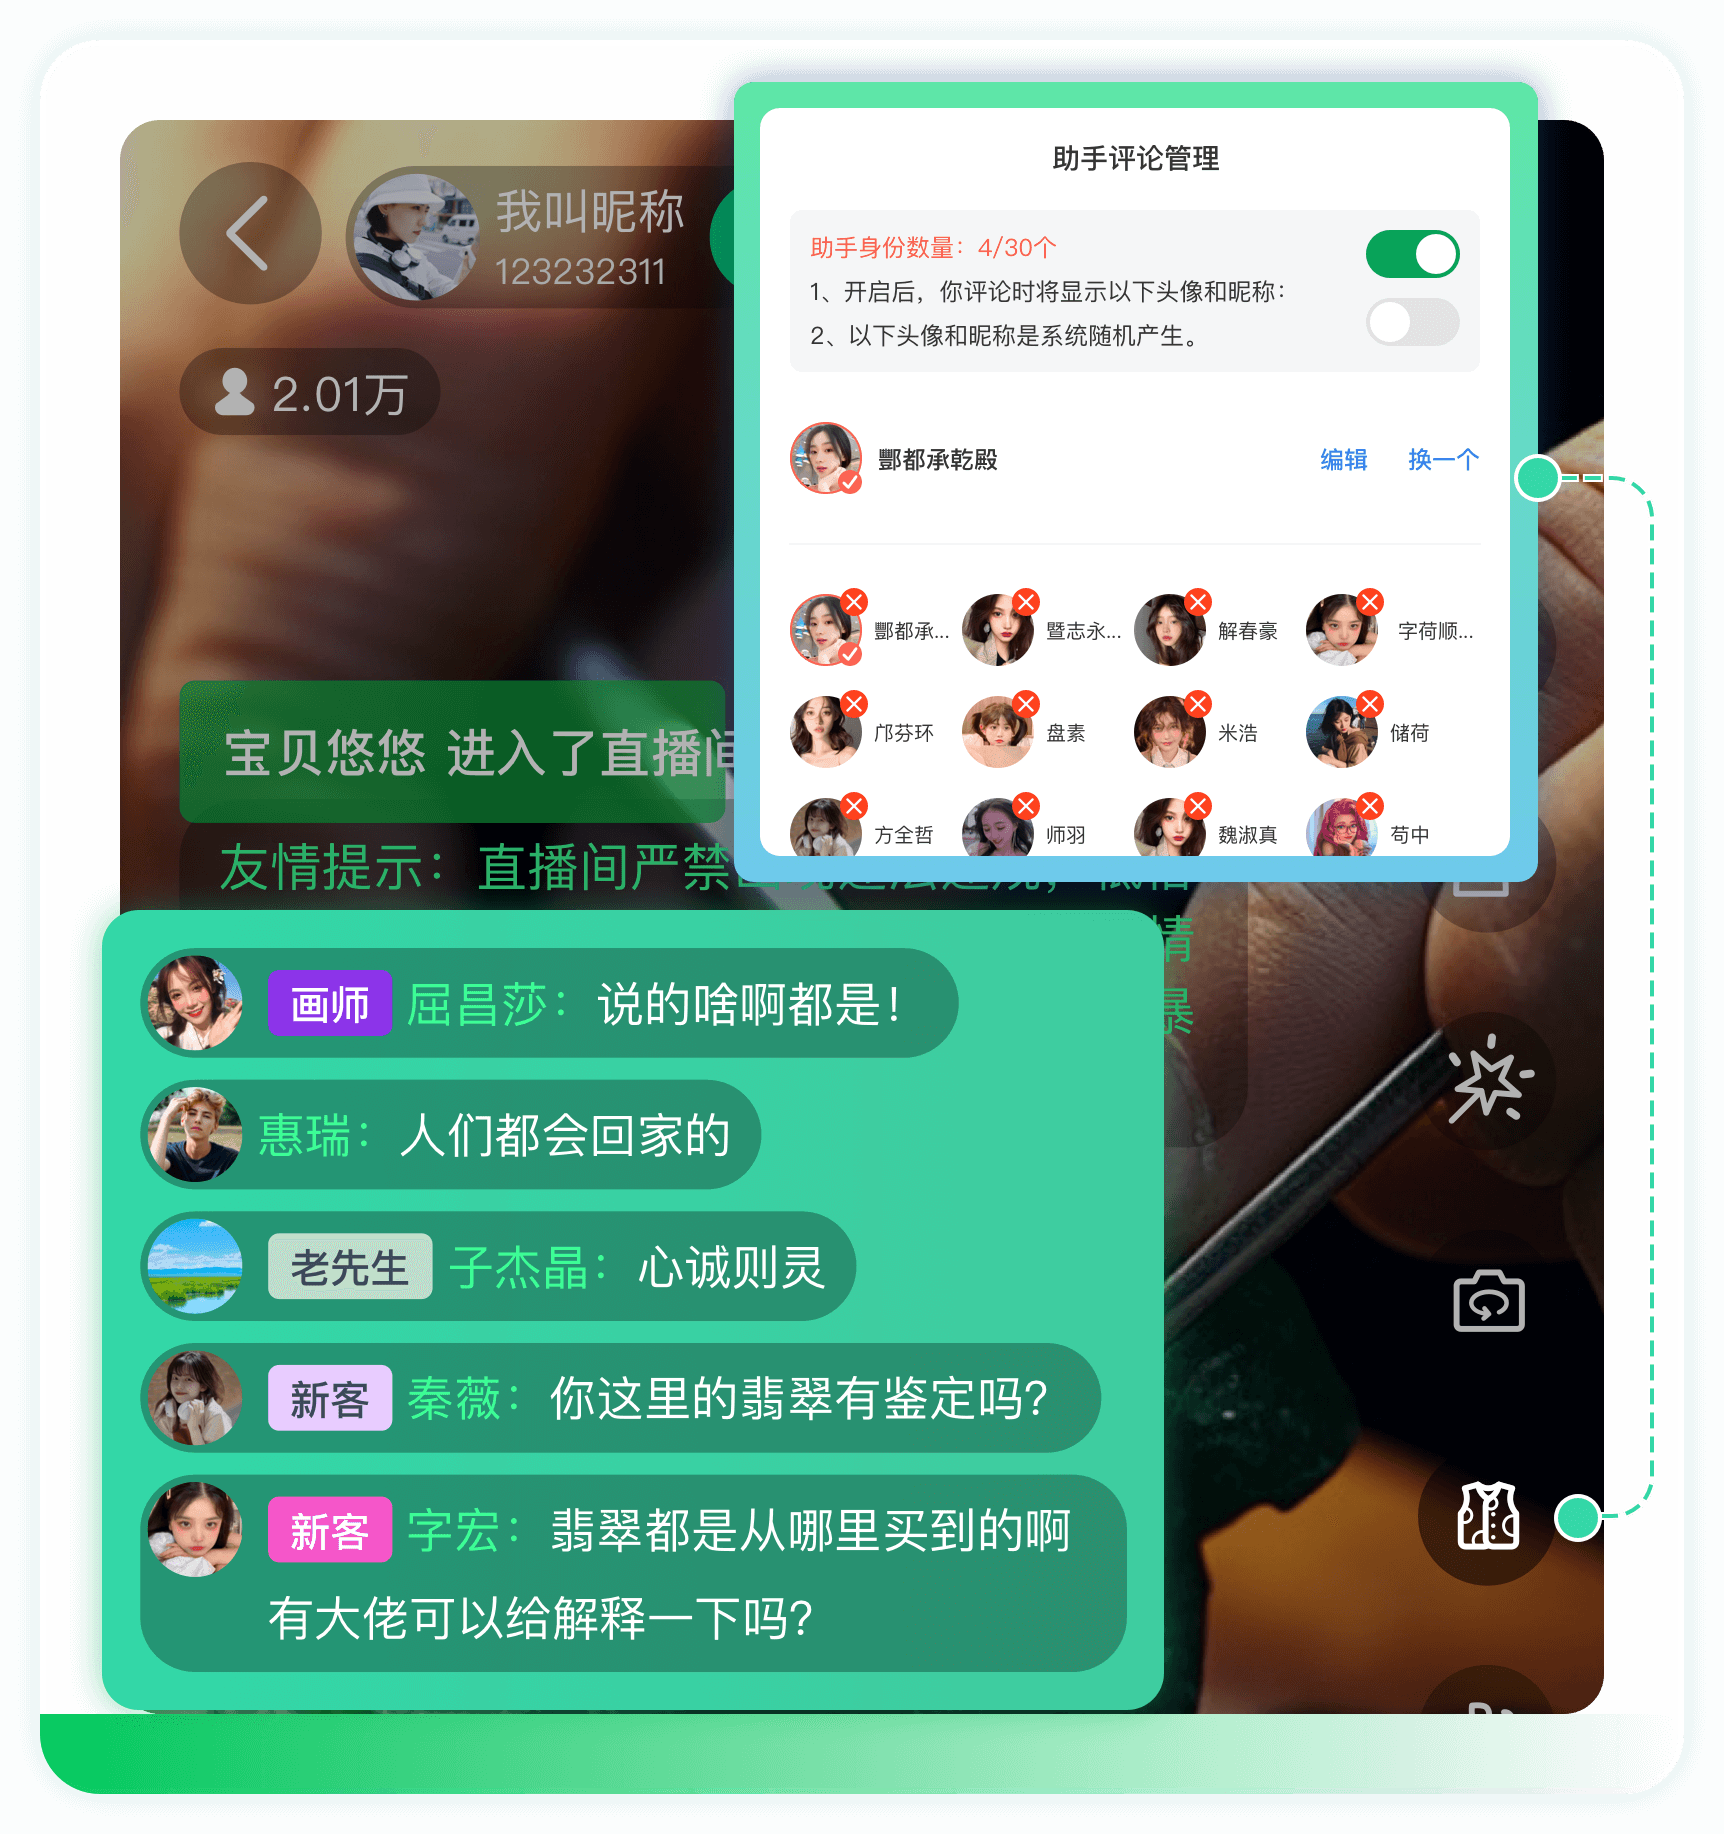 我叫昵称
123232311
2.01万
助手评论管理
助手身份数量：4/30个
1、开启后，你评论时将显示以下头像和昵称：
2、以下头像和昵称是系统随机产生。
酆都承乾殿
编辑 换一个
酆都承... 暨志永... 解春豪 字荷顺...
邝芬环 盘素 米浩 储荷
方全哲 师羽 魏淑真 苟中
宝贝悠悠 进入了直播间
友情提示：直播间严禁
情
暴
画师 屈昌莎：说的啥啊都是！
惠瑞：人们都会回家的
老先生 子杰晶：心诚则灵
新客 秦薇：你这里的翡翠有鉴定吗？
新客 字宏：翡翠都是从哪里买到的啊
有大佬可以给解释一下吗？